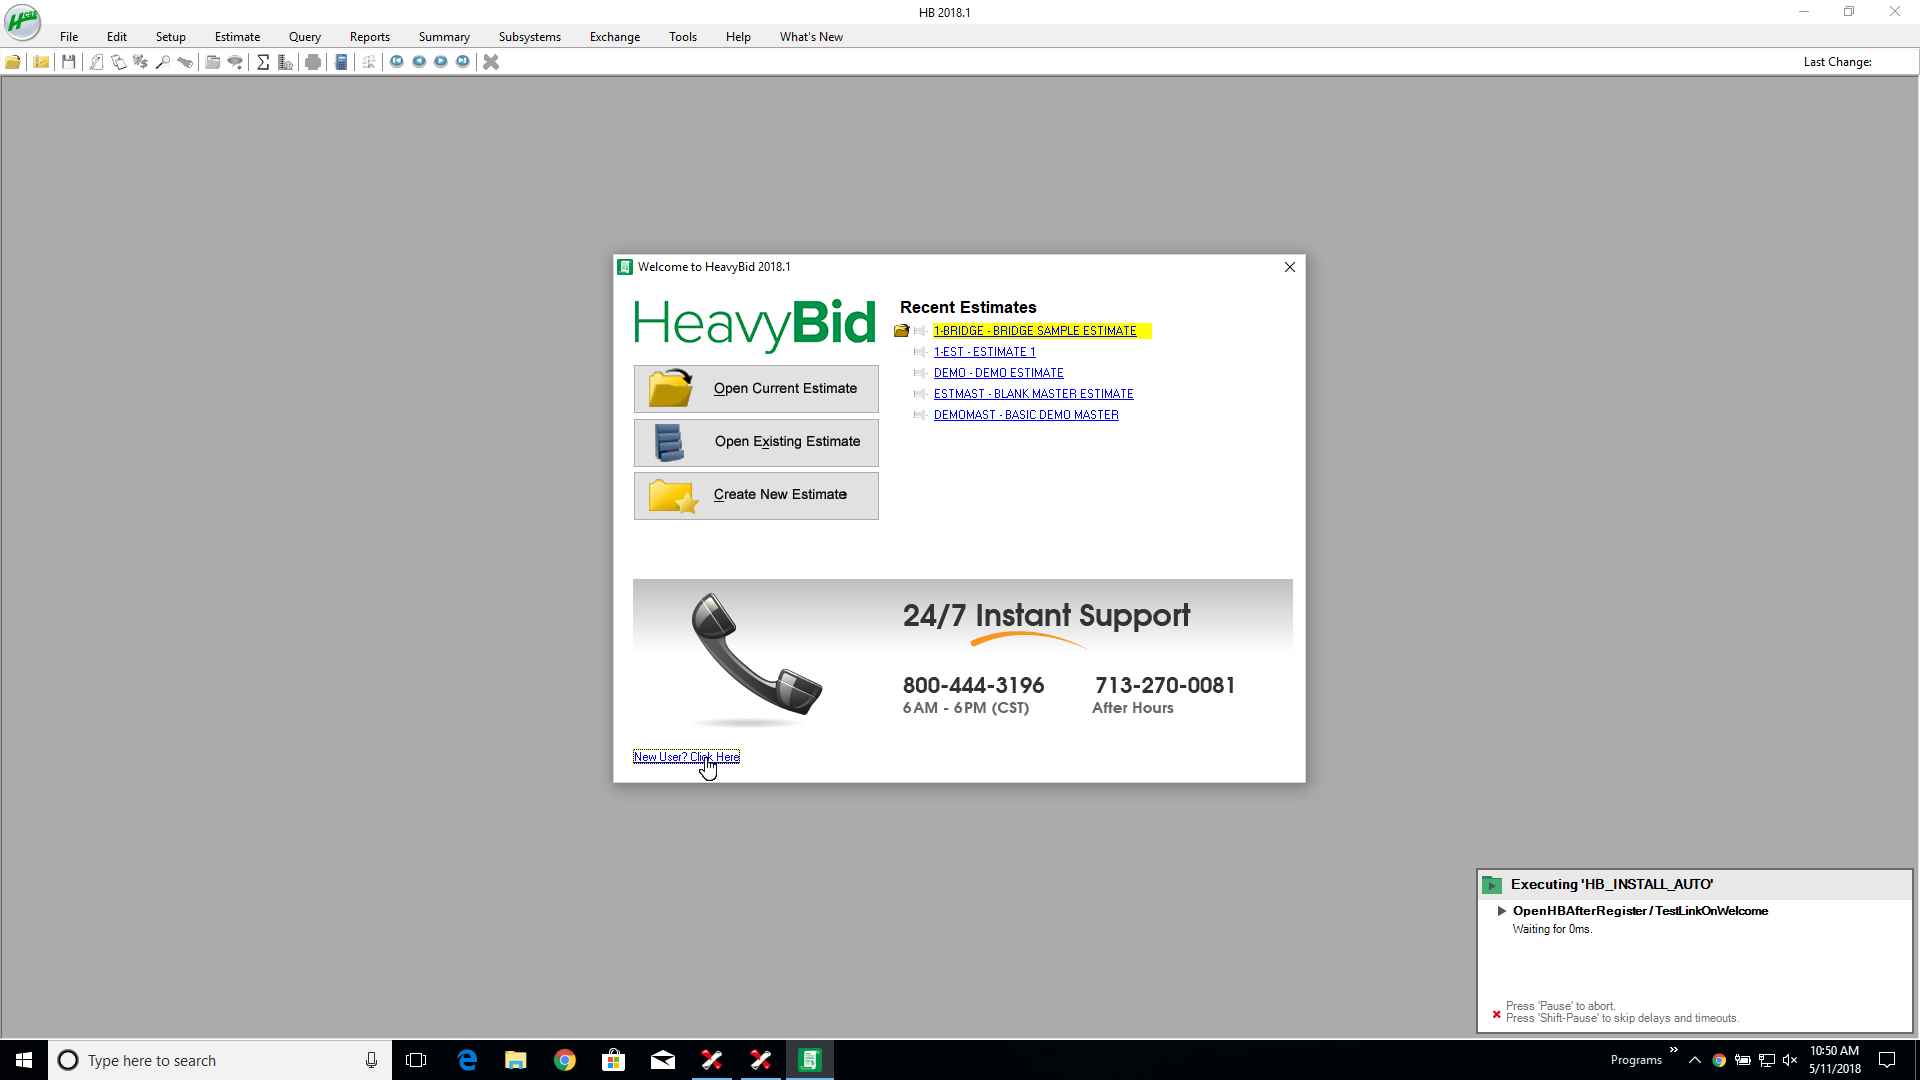 HB 2018.1
File Edit Setup Estimate Query Reports Summary Subsystems Exchange Tools Help What's New
Last Change:
Welcome to HeavyBid 2018.1
HeavyBid
Open Current Estimate
Open Existing Estimate
Create New Estimate
Recent Estimates
1-BRIDGE - BRIDGE SAMPLE ESTIMATE
1-EST - ESTIMATE 1
DEMO - DEMO ESTIMATE
ESTMAST - BLANK MASTER ESTIMATE
DEMOMAST - BASIC DEMO MASTER
24/7 Instant Support
800-444-3196 713-270-0081
6AM - 6PM (CST) After Hours
New User? Click Here
Executing 'HB_INSTALL_AUTO'
OpenHBAfterRegister / TestLinkOnWelcome
Waiting for 0ms.
Press 'Pause' to abort.
Press 'Shift-Pause' to skip delays and timeouts.
Type here to search
Programs
10:50 AM
5/11/2018